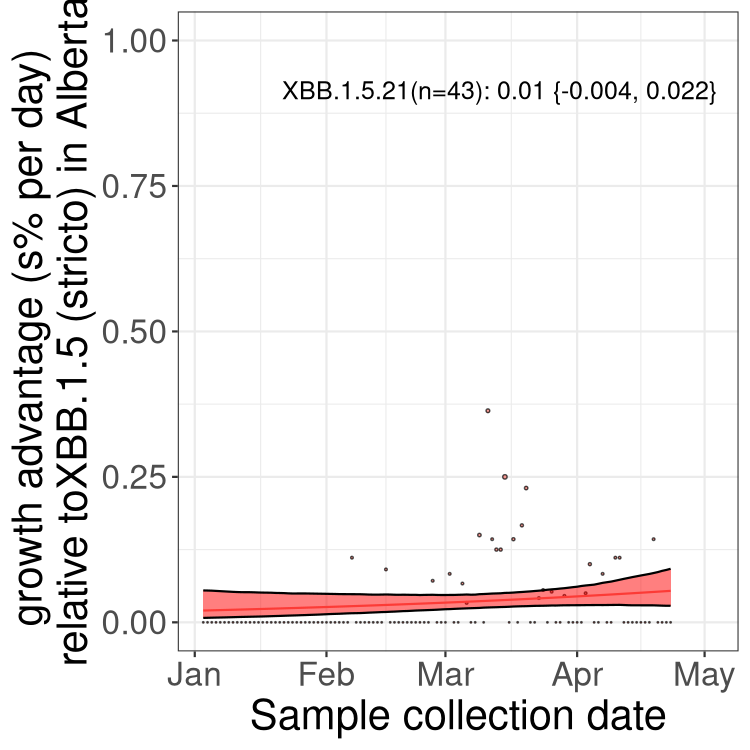 growth advantage (s% per day)
relative toXBB.1.5 (stricto) in Alberta
1.00
0.75
0.50
0.25
0.00
XBB.1.5.21(n=43): 0.01 {-0.004, 0.022}
Jan Feb Mar Apr May
Sample collection date